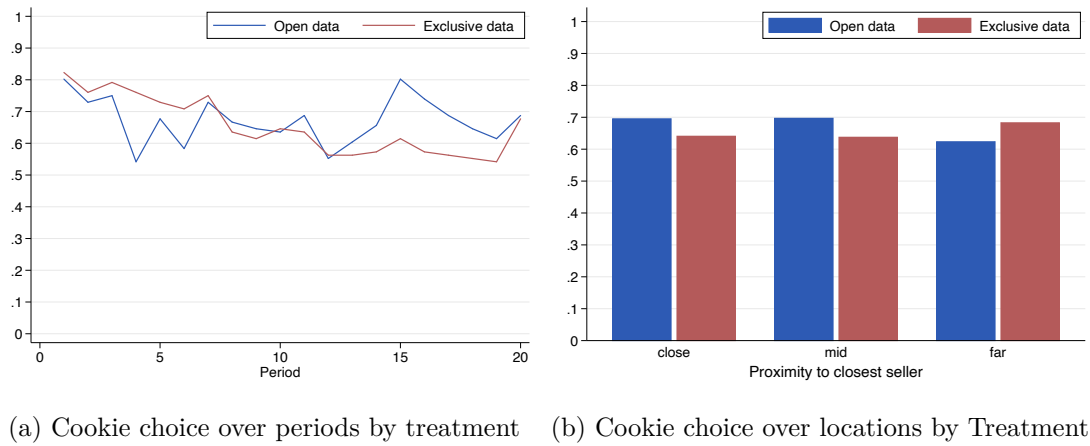 Open data Exclusive data
1
.9
.8
.7
.6
.5
.4
.3
.2
.1
0
0 5 10 15 20
Period
Open data Exclusive data
1
.9
.8
.7
.6
.5
.4
.3
.2
.1
0
close mid far
Proximity to closest seller
(a) Cookie choice over periods by treatment
(b) Cookie choice over locations by Treatment